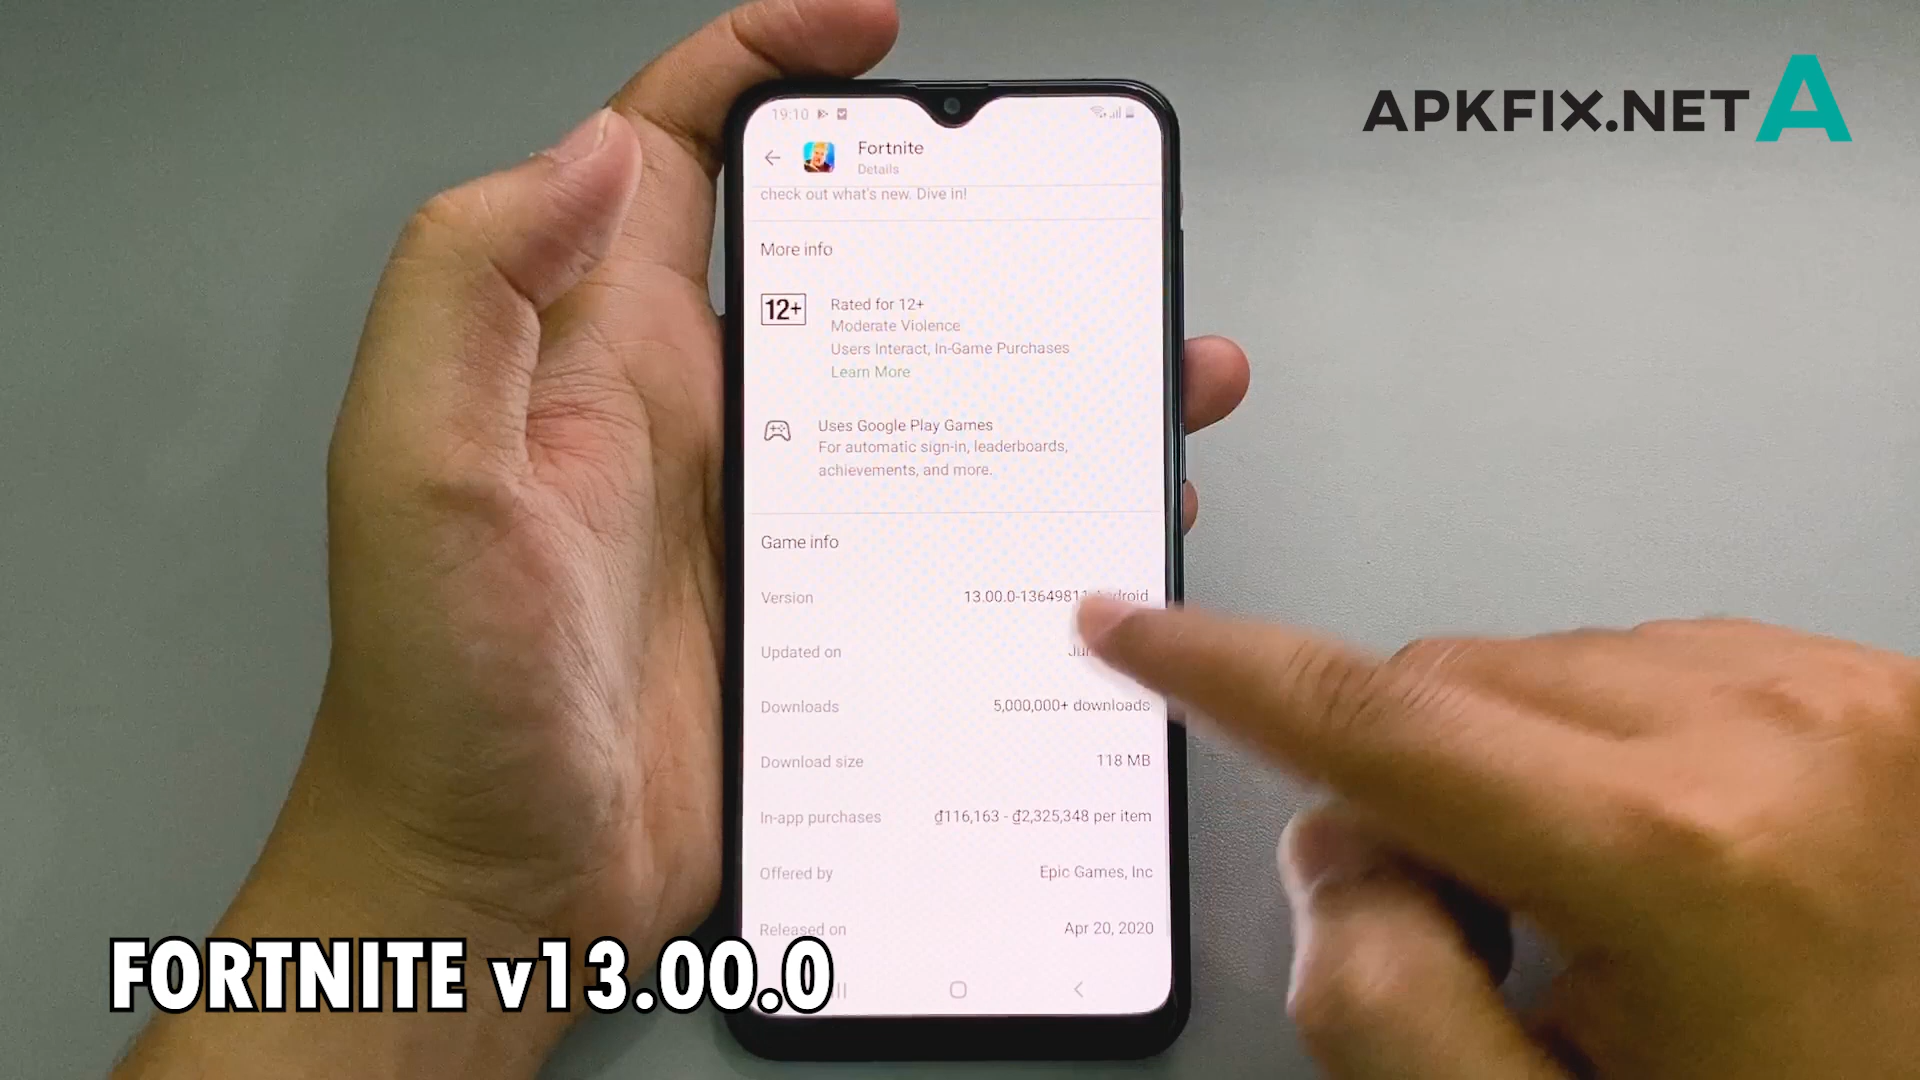 APKFIX.NET A
19:10
Fortnite
Details
check out what's new. Dive in!
More info
12+
Rated for 12+
Moderate Violence
Users Interact, In-Game Purchases
Learn More
Uses Google Play Games
For automatic sign-in, leaderboards,
achievements, and more.
Game info
Version
Updated on
Downloads 5,000,000+ downloads
Download size 118 MB
In-app purchases ₫116,163 - ₫2,325,348 per item
Offered by Epic Games, Inc
Released on Apr 20, 2020
FORTNITE v13.00.0